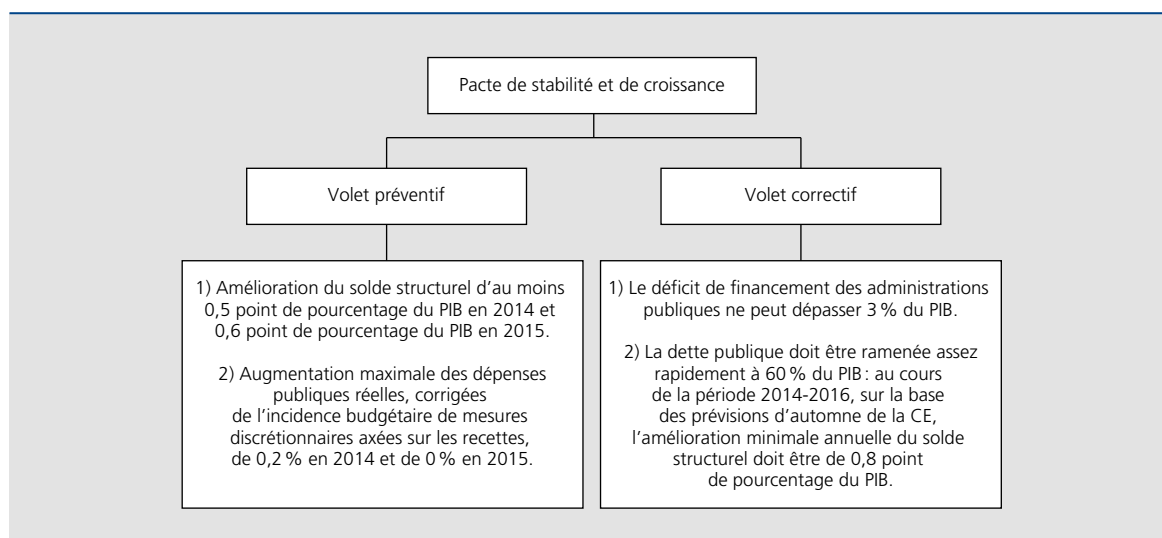 Pacte de stabilité et de croissance
Volet préventif
Volet correctif
1) Amélioration du solde structurel d’au moins
0,5 point de pourcentage du PIB en 2014 et
0,6 point de pourcentage du PIB en 2015.
2) Augmentation maximale des dépenses
publiques réelles, corrigées
de l’incidence budgétaire de mesures
discrétionnaires axées sur les recettes,
de 0,2 % en 2014 et de 0 % en 2015.
1) Le déficit de financement des administrations
publiques ne peut dépasser 3 % du PIB.
2) La dette publique doit être ramenée assez
rapidement à 60 % du PIB : au cours
de la période 2014-2016, sur la base
des prévisions d’automne de la CE,
l’amélioration minimale annuelle du solde
structurel doit être de 0,8 point
de pourcentage du PIB.